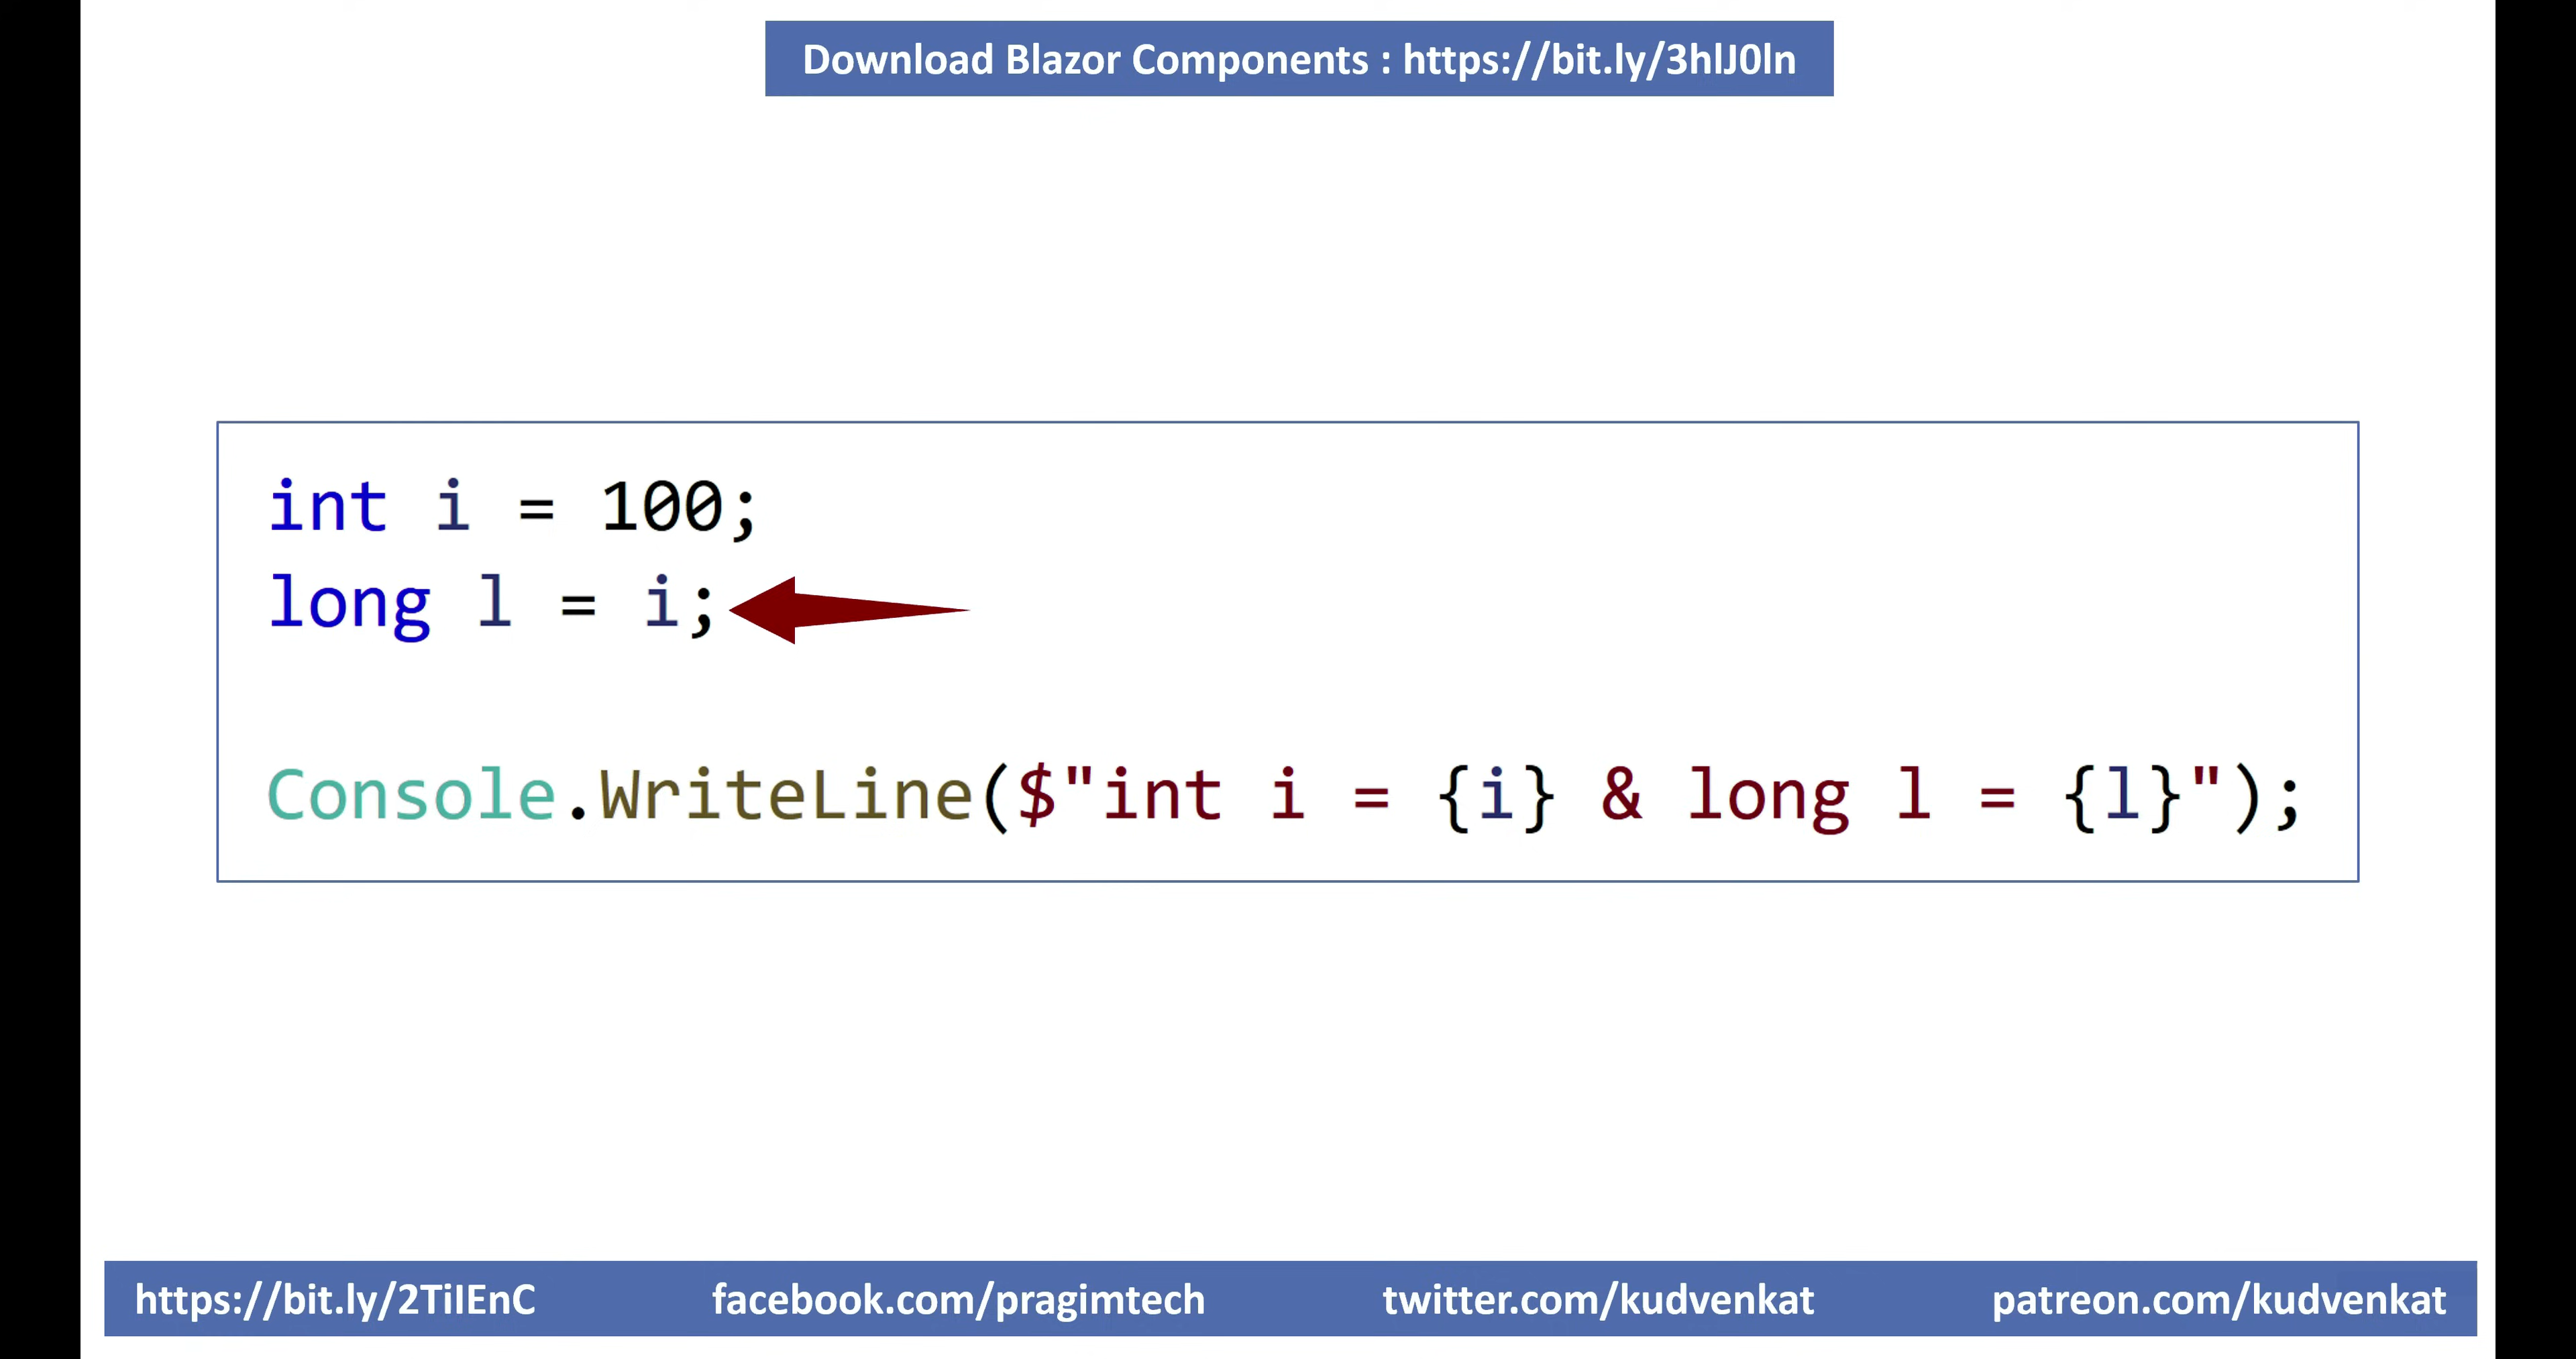 Download Blazor Components : https://bit.ly/3hlJ0ln
int i = 100;
long l = i;
Console.WriteLine($"int i = {i} & long l = {l}");
https://bit.ly/2TiIEnC facebook.com/pragimtech twitter.com/kudvenkat patreon.com/kudvenkat